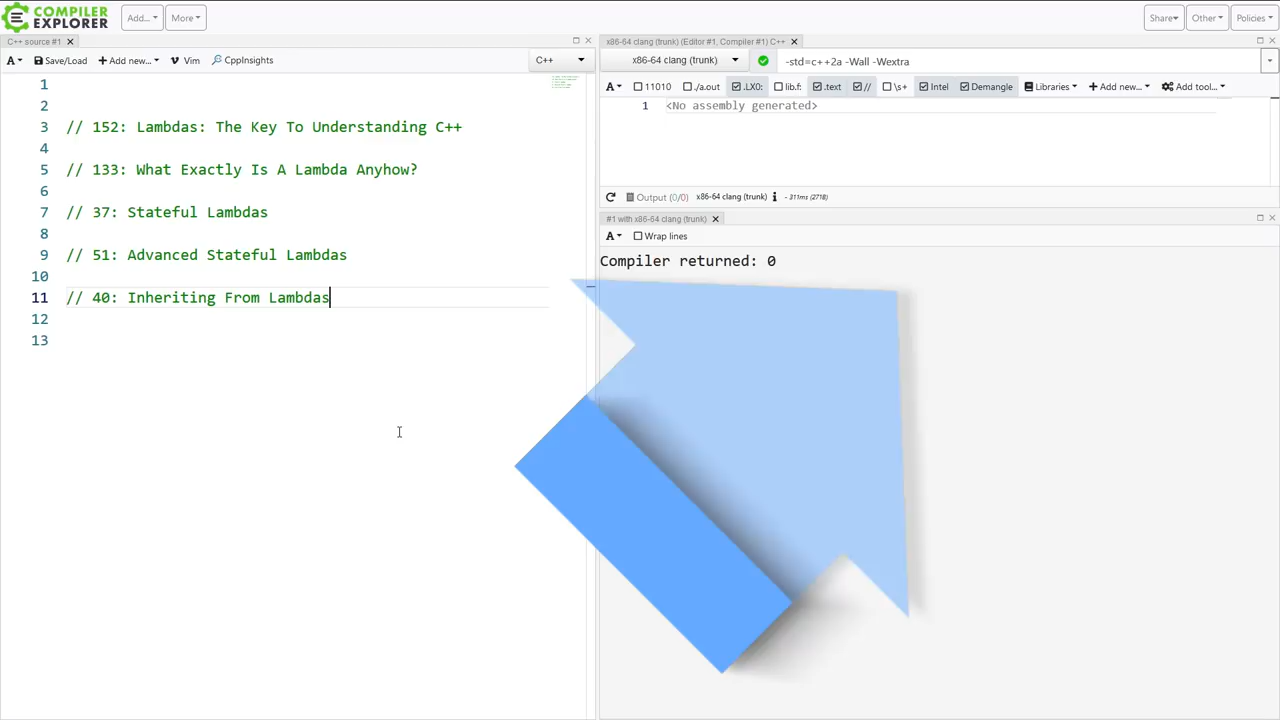 COMPILER
EXPLORER
Add...
More
Share
Other
Policies
C++ source #1
A
Save/Load
Add new...
Vim
CppInsights
C++
1
2
3 // 152: Lambdas: The Key To Understanding C++
4
5 // 133: What Exactly Is A Lambda Anyhow?
6
7 // 37: Stateful Lambdas
8
9 // 51: Advanced Stateful Lambdas
10
11 // 40: Inheriting From Lambdas
12
13
x86-64 clang (trunk) (Editor #1, Compiler #1) C++
x86-64 clang (trunk)
-std=c++2a -Wall -Wextra
A 11010 ./a.out .LX0: lib.f: .text // \s+ Intel Demangle Libraries Add new... Add tool...
1 <No assembly generated>
Output (0/0) x86-64 clang (trunk) i - 311ms (271B)
#1 with x86-64 clang (trunk)
A Wrap lines
Compiler returned: 0